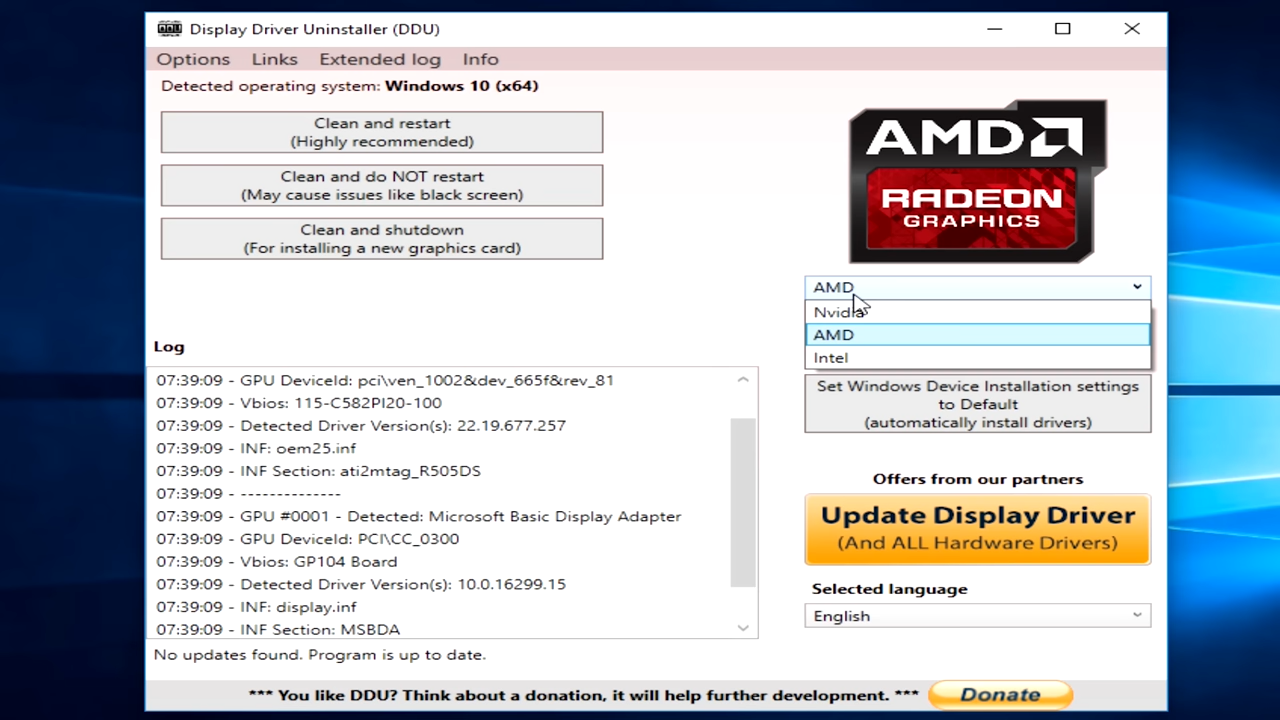 DDU
Display Driver Uninstaller (DDU)
Options Links Extended log Info
Detected operating system: Windows 10 (x64)
Clean and restart
(Highly recommended)
Clean and do NOT restart
(May cause issues like black screen)
Clean and shutdown
(For installing a new graphics card)
AMD
RADEON
GRAPHICS
AMD
Nvidia
AMD
Intel
Set Windows Device Installation settings
to Default
(automatically install drivers)
Log
07:39:09 - GPU DeviceId: pci\ven_1002&dev_665f&rev_81
07:39:09 - Vbios: 115-C582PI20-100
07:39:09 - Detected Driver Version(s): 22.19.677.257
07:39:09 - INF: oem25.inf
07:39:09 - INF Section: ati2mtag_R505DS
07:39:09 - --------------
07:39:09 - GPU #0001 - Detected: Microsoft Basic Display Adapter
07:39:09 - GPU DeviceId: PCI\CC_0300
07:39:09 - Vbios: GP104 Board
07:39:09 - Detected Driver Version(s): 10.0.16299.15
07:39:09 - INF: display.inf
07:39:09 - INF Section: MSBDA
Offers from our partners
Update Display Driver
(And ALL Hardware Drivers)
Selected language
English
No updates found. Program is up to date.
*** You like DDU? Think about a donation, it will help further development. *** Donate